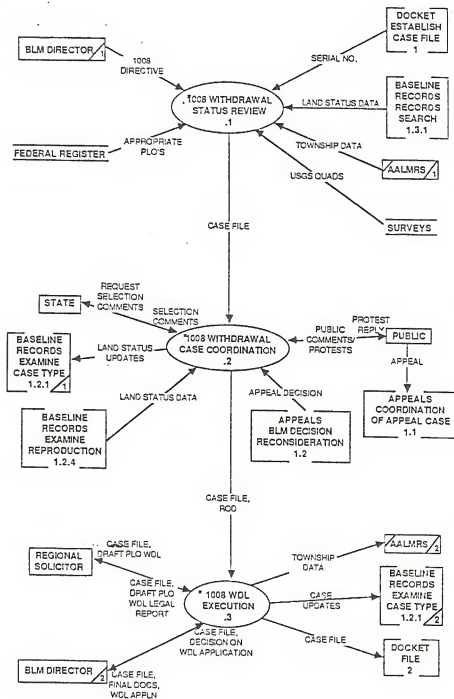 BLM DIRECTOR
1
1008
DIRECTIVE
DOCKET
ESTABLISH
CASE FILE
1
SERIAL NO.
*1008 WITHDRAWAL
STATUS REVIEW
.1
LAND STATUS DATA
BASELINE
RECORDS
RECORDS
SEARCH
1.3.1
FEDERAL REGISTER
APPROPRIATE
PLO'S
TOWNSHIP DATA
AALMRS
1
USGS QUADS
SURVEYS
CASE FILE
STATE
REQUEST
SELECTION
COMMENTS
SELECTION
COMMENTS
*1008 WITHDRAWAL
CASE COORDINATION
.2
PUBLIC
COMMENTS/
PROTESTS
PROTEST
REPLY
PUBLIC
BASELINE
RECORDS
EXAMINE
CASE TYPE
1.2.1
1
LAND STATUS
UPDATES
APPEAL
BASELINE
RECORDS
EXAMINE
REPRODUCTION
1.2.4
LAND STATUS DATA
APPEAL DECISION
APPEALS
BLM DECISION
RECONSIDERATION
1.2
APPEALS
COORDINATION
OF APPEAL CASE
1.1
CASE FILE,
ROD
REGIONAL
SOLICITOR
CASE FILE,
DRAFT PLO WDL
CASE FILE,
DRAFT PLO
WDL LEGAL
REPORT
* 1008 WDL
EXECUTION
.3
TOWNSHIP
DATA
AALMRS
2
CASE
UPDATES
BASELINE
RECORDS
EXAMINE
CASE TYPE
1.2.1
2
CASE FILE
DOCKET
FILE
2
BLM DIRECTOR
2
CASE FILE,
DECISION ON
WDL APPLICATION
CASE FILE,
FINAL DOCS,
WDL APPLN